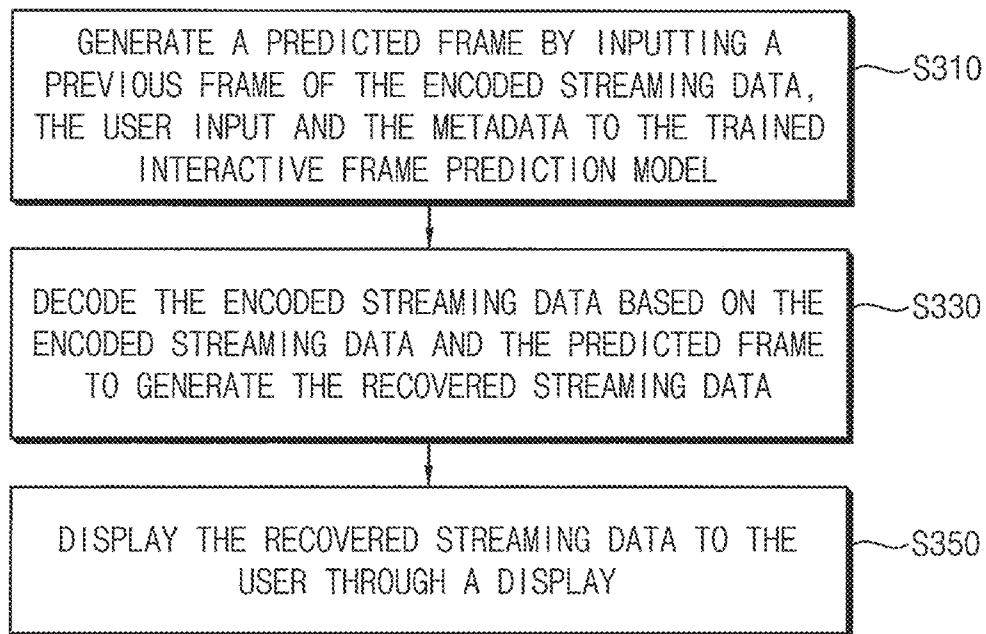 GENERATE A PREDICTED FRAME BY INPUTTING A
PREVIOUS FRAME OF THE ENCODED STREAMING DATA,
THE USER INPUT AND THE METADATA TO THE TRAINED
INTERACTIVE FRAME PREDICTION MODEL
S310
DECODE THE ENCODED STREAMING DATA BASED ON THE
ENCODED STREAMING DATA AND THE PREDICTED FRAME
TO GENERATE THE RECOVERED STREAMING DATA
S330
DISPLAY THE RECOVERED STREAMING DATA TO THE
USER THROUGH A DISPLAY
S350